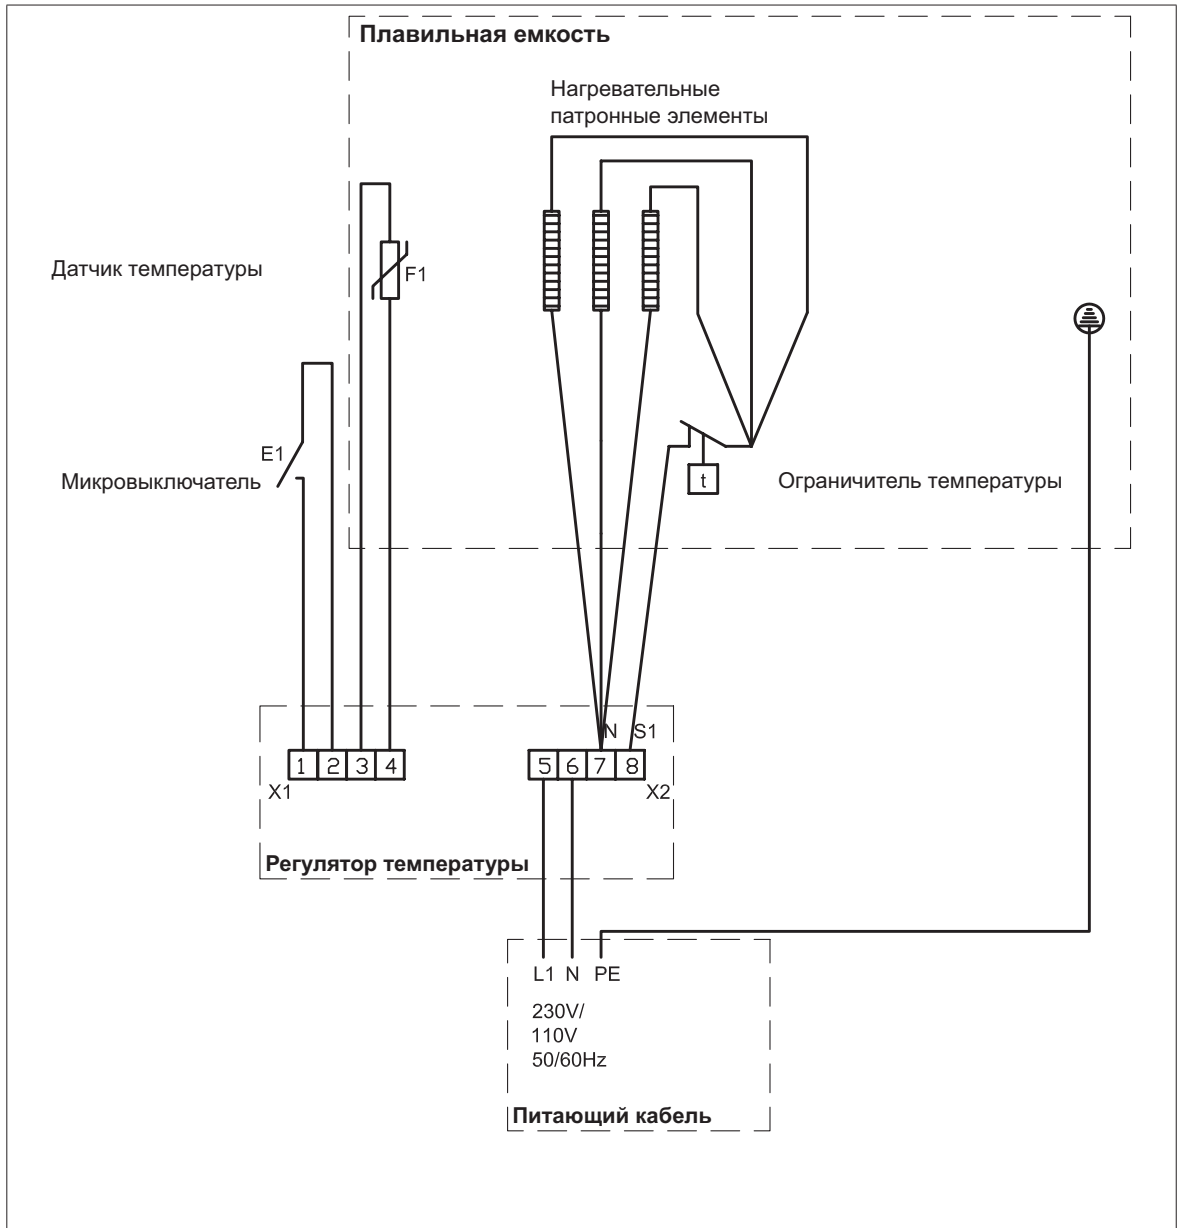 Плавильная емкость
Нагревательные
патронные элементы
Датчик температуры
F1
E1
Микровыключатель
t
Ограничитель температуры
N S1
1 2 3 4
5 6 7 8
X1
X2
Регулятор температуры
L1 N PE
230V/
110V
50/60Hz
Питающий кабель